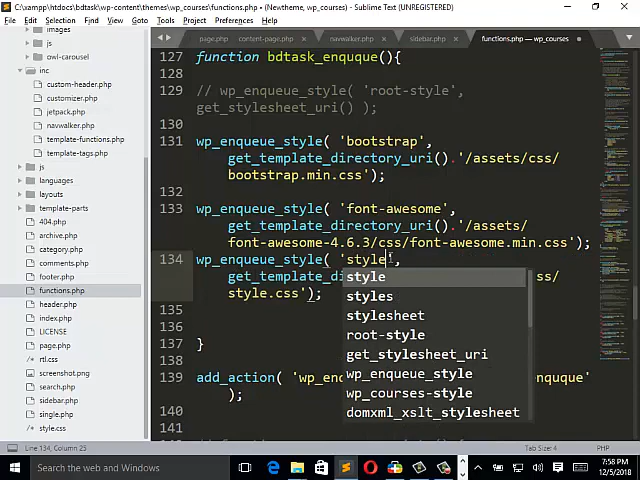 C:\xampp\htdocs\bdtask\wp-content\themes\wp_courses\functions.php • (Newtheme, wp_courses) - Sublime Text (UNREGISTERED)
File Edit Selection Find View Goto Tools Project Preferences Help
images
js
owl-carousel
inc
custom-header.php
customizer.php
jetpack.php
navwalker.php
template-functions.php
template-tags.php
js
languages
layouts
template-parts
404.php
archive.php
category.php
comments.php
footer.php
functions.php
header.php
index.php
LICENSE
page.php
rtl.css
screenshot.png
search.php
sidebar.php
single.php
style.css
page.php content-page.php navwalker.php sidebar.php functions.php — wp_courses
127 function bdtask_enquque(){
128
129 // wp_enqueue_style( 'root-style',
get_stylesheet_uri() );
130
131 wp_enqueue_style( 'bootstrap',
get_template_directory_uri().'/assets/css/
bootstrap.min.css');
132
133 wp_enqueue_style( 'font-awesome',
get_template_directory_uri().'/assets/
font-awesome-4.6.3/css/font-awesome.min.css');
134 wp_enqueue_style( 'style',
get_template_di ss/
style.css');
style
styles
stylesheet
root-style
get_stylesheet_uri
wp_enqueue_style
wp_courses-style
domxml_xslt_stylesheet
135
136
137 }
138
139 add_action( 'wp_en enquque'
);
140
Line 134, Column 25 Tab Size: 4 PHP
Type here to search
7:58 PM
12/5/2018